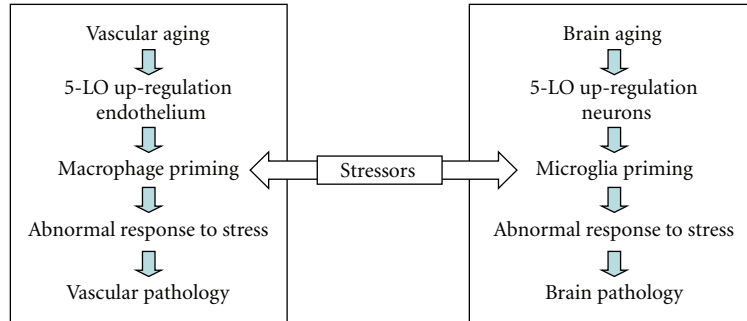 Vascular aging
5-LO up-regulation
endothelium
Macrophage priming
Abnormal response to stress
Vascular pathology
Stressors
Brain aging
5-LO up-regulation
neurons
Microglia priming
Abnormal response to stress
Brain pathology